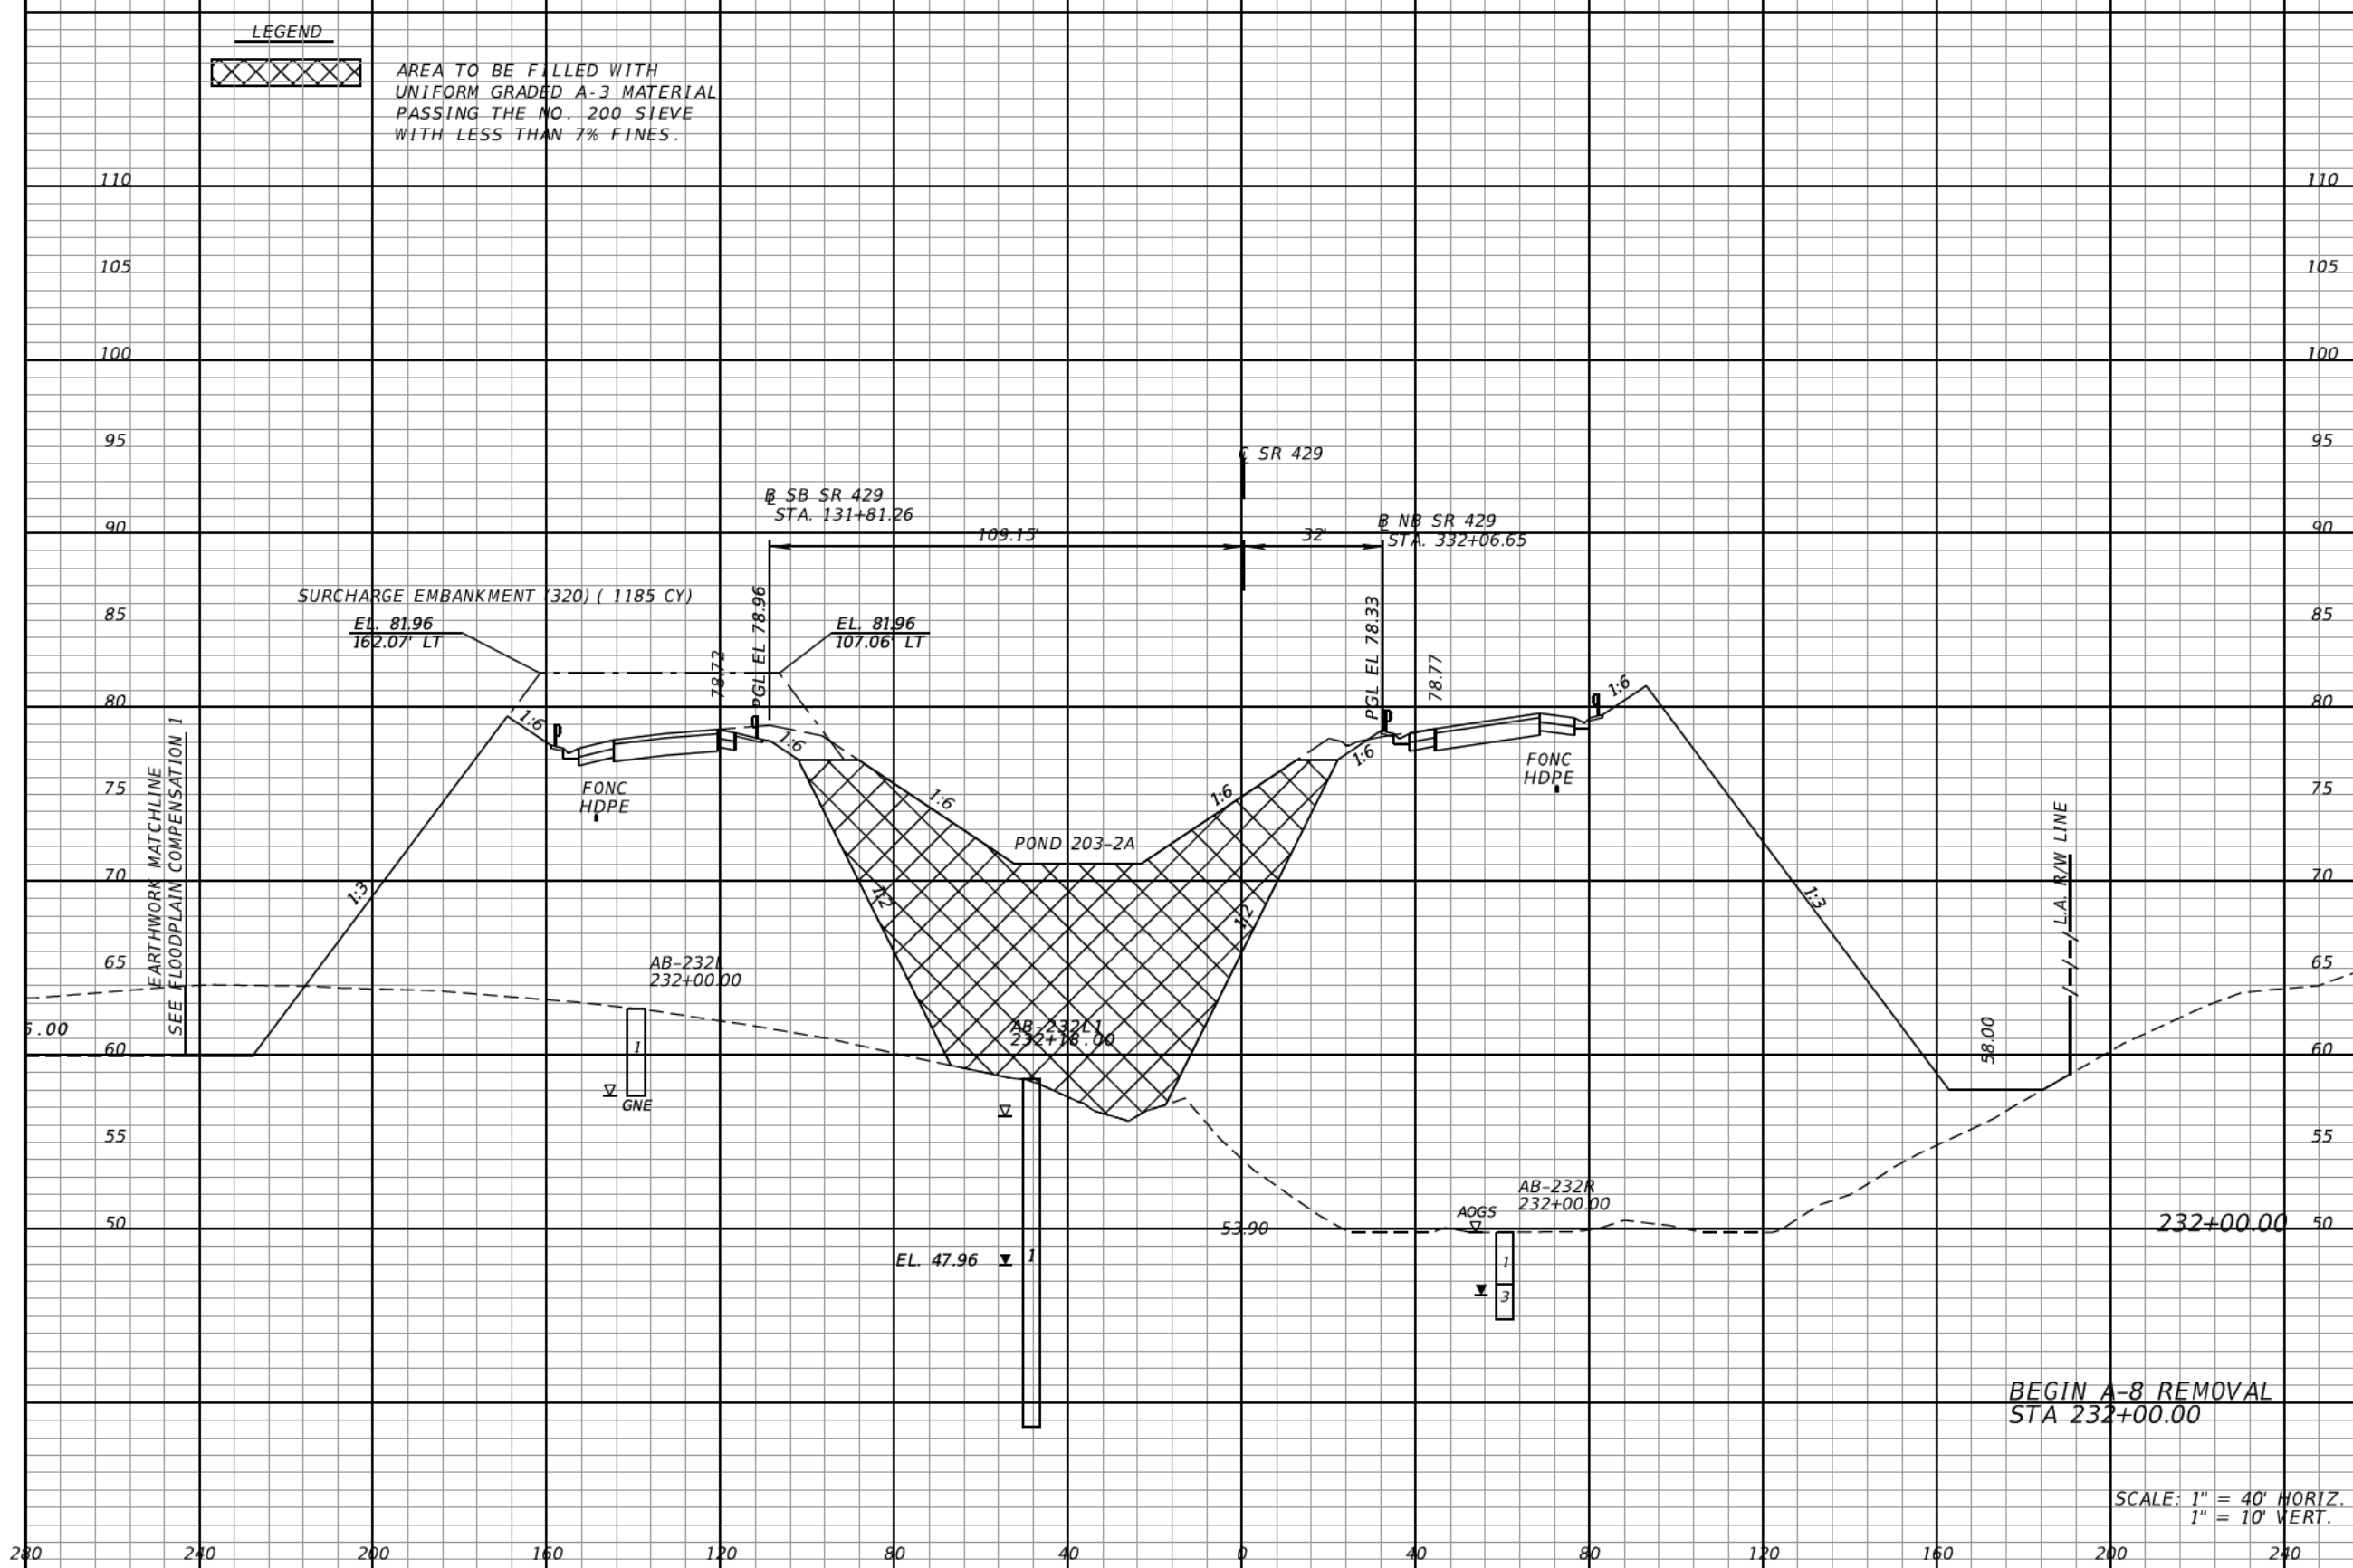 LEGEND
AREA TO BE FILLED WITH
UNIFORM GRADED A-3 MATERIAL
PASSING THE NO. 200 SIEVE
WITH LESS THAN 7% FINES.
110
110
105
105
100
100
95
95
℄ SR 429
B SB SR 429
STA. 131+81.26
90
90
109.15'
32'
B NB SR 429
STA. 332+06.65
SURCHARGE EMBANKMENT (320) ( 1185 CY)
85
85
EL. 81.96
162.07' LT
EL. 81.96
107.06' LT
78.72
PGL EL 78.96
PGL EL 78.33
78.77
80
80
1:6
1:6
1:6
1:6
FONC
HDPE
FONC
HDPE
75
75
1:6
1:6
POND 203-2A
EARTHWORK MATCHLINE
SEE FLOODPLAIN COMPENSATION 1
L.A. R/W LINE
70
70
1:3
1:2
1:2
1:3
65
65
AB-232L
232+00.00
AB-232L1
232+18.00
.00
60
60
1
GNE
58.00
55
55
AB-232R
232+00.00
AOGS
50
53.90
232+00.00
50
EL. 47.96
1
1
3
BEGIN A-8 REMOVAL
STA 232+00.00
SCALE: 1" = 40' HORIZ.
1" = 10' VERT.
280
240
200
160
120
80
40
0
40
80
120
160
200
240